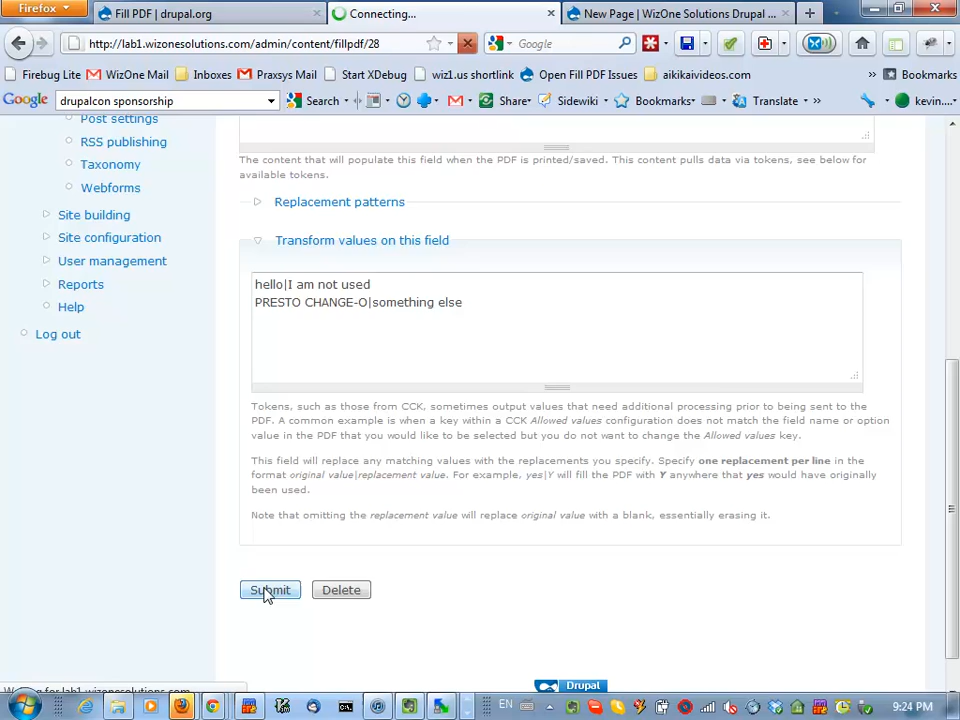 Firefox
Fill PDF | drupal.org
Connecting...
New Page | WizOne Solutions Drupal ...
http://lab1.wizonesolutions.com/admin/content/fillpdf/28
Google
Firebug Lite
WizOne Mail
Inboxes
Praxsys Mail
Start XDebug
wiz1.us shortlink
Open Fill PDF Issues
aikikaivideos.com
»
Bookmarks
Google
drupalcon sponsorship
Search
Share
Sidewiki
Bookmarks
Translate
»
kevin....
Post settings
RSS publishing
Taxonomy
Webforms
Site building
Site configuration
User management
Reports
Help
Log out
The content that will populate this field when the PDF is printed/saved. This content pulls data via tokens, see below for
available tokens.
Replacement patterns
Transform values on this field
hello|I am not used
PRESTO CHANGE-O|something else
Tokens, such as those from CCK, sometimes output values that need additional processing prior to being sent to the
PDF. A common example is when a key within a CCK Allowed values configuration does not match the field name or option
value in the PDF that you would like to be selected but you do not want to change the Allowed values key.
This field will replace any matching values with the replacements you specify. Specify one replacement per line in the
format original value|replacement value. For example, yes|Y will fill the PDF with Y anywhere that yes would have originally
been used.
Note that omitting the replacement value will replace original value with a blank, essentially erasing it.
Submit
Delete
Drupal
EN
9:24 PM